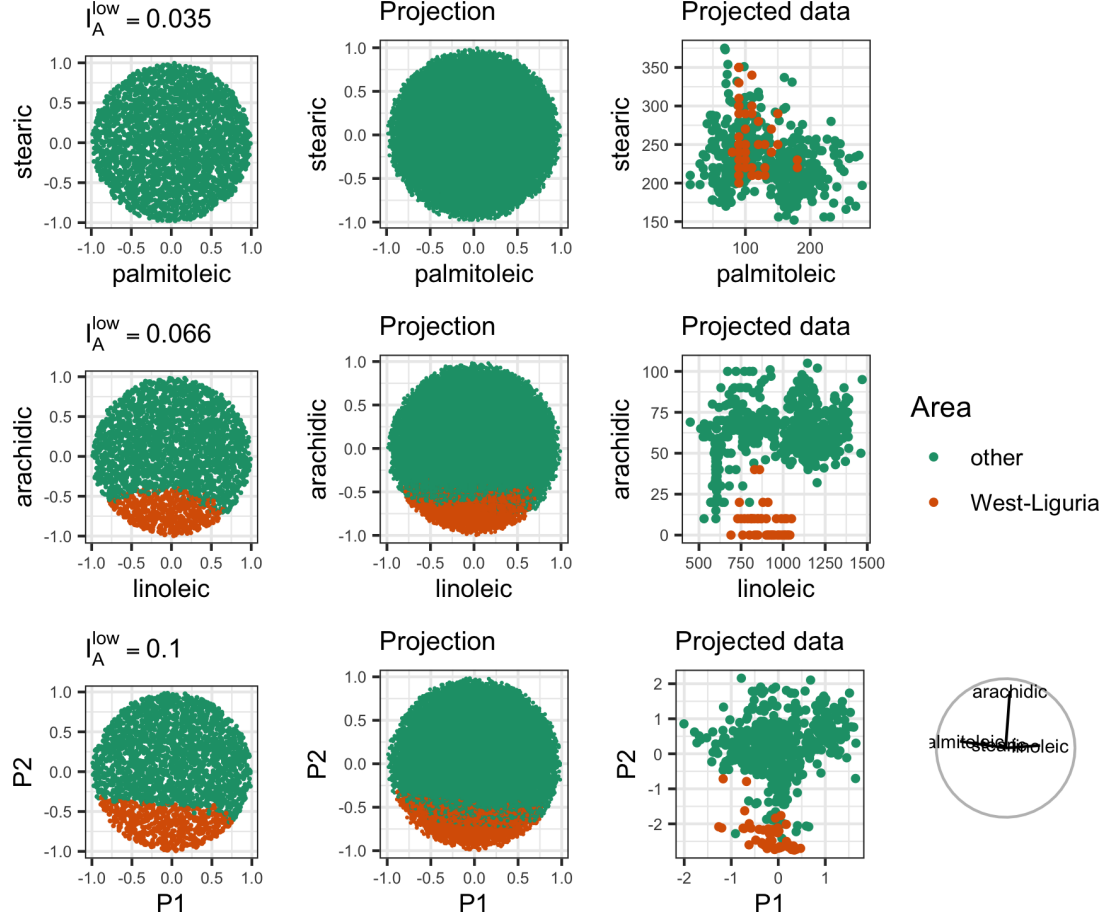 I_A^low = 0.035
Projection
Projected data
stearic
1.0
0.5
0.0
-0.5
-1.0
-1.0 -0.5 0.0 0.5 1.0
palmitoleic
stearic
1.0
0.5
0.0
-0.5
-1.0
-1.0 -0.5 0.0 0.5 1.0
palmitoleic
stearic
350
300
250
200
150
100 200
palmitoleic
I_A^low = 0.066
Projection
Projected data
arachidic
1.0
0.5
0.0
-0.5
-1.0
-1.0 -0.5 0.0 0.5 1.0
linoleic
arachidic
1.0
0.5
0.0
-0.5
-1.0
-1.0 -0.5 0.0 0.5 1.0
linoleic
arachidic
100
75
50
25
0
500 750 1000 1250 1500
linoleic
Area
other
West-Liguria
I_A^low = 0.1
Projection
Projected data
P2
1.0
0.5
0.0
-0.5
-1.0
-1.0 -0.5 0.0 0.5 1.0
P1
P2
1.0
0.5
0.0
-0.5
-1.0
-1.0 -0.5 0.0 0.5 1.0
P1
P2
2
1
0
-1
-2
-2 -1 0 1
P1
arachidic